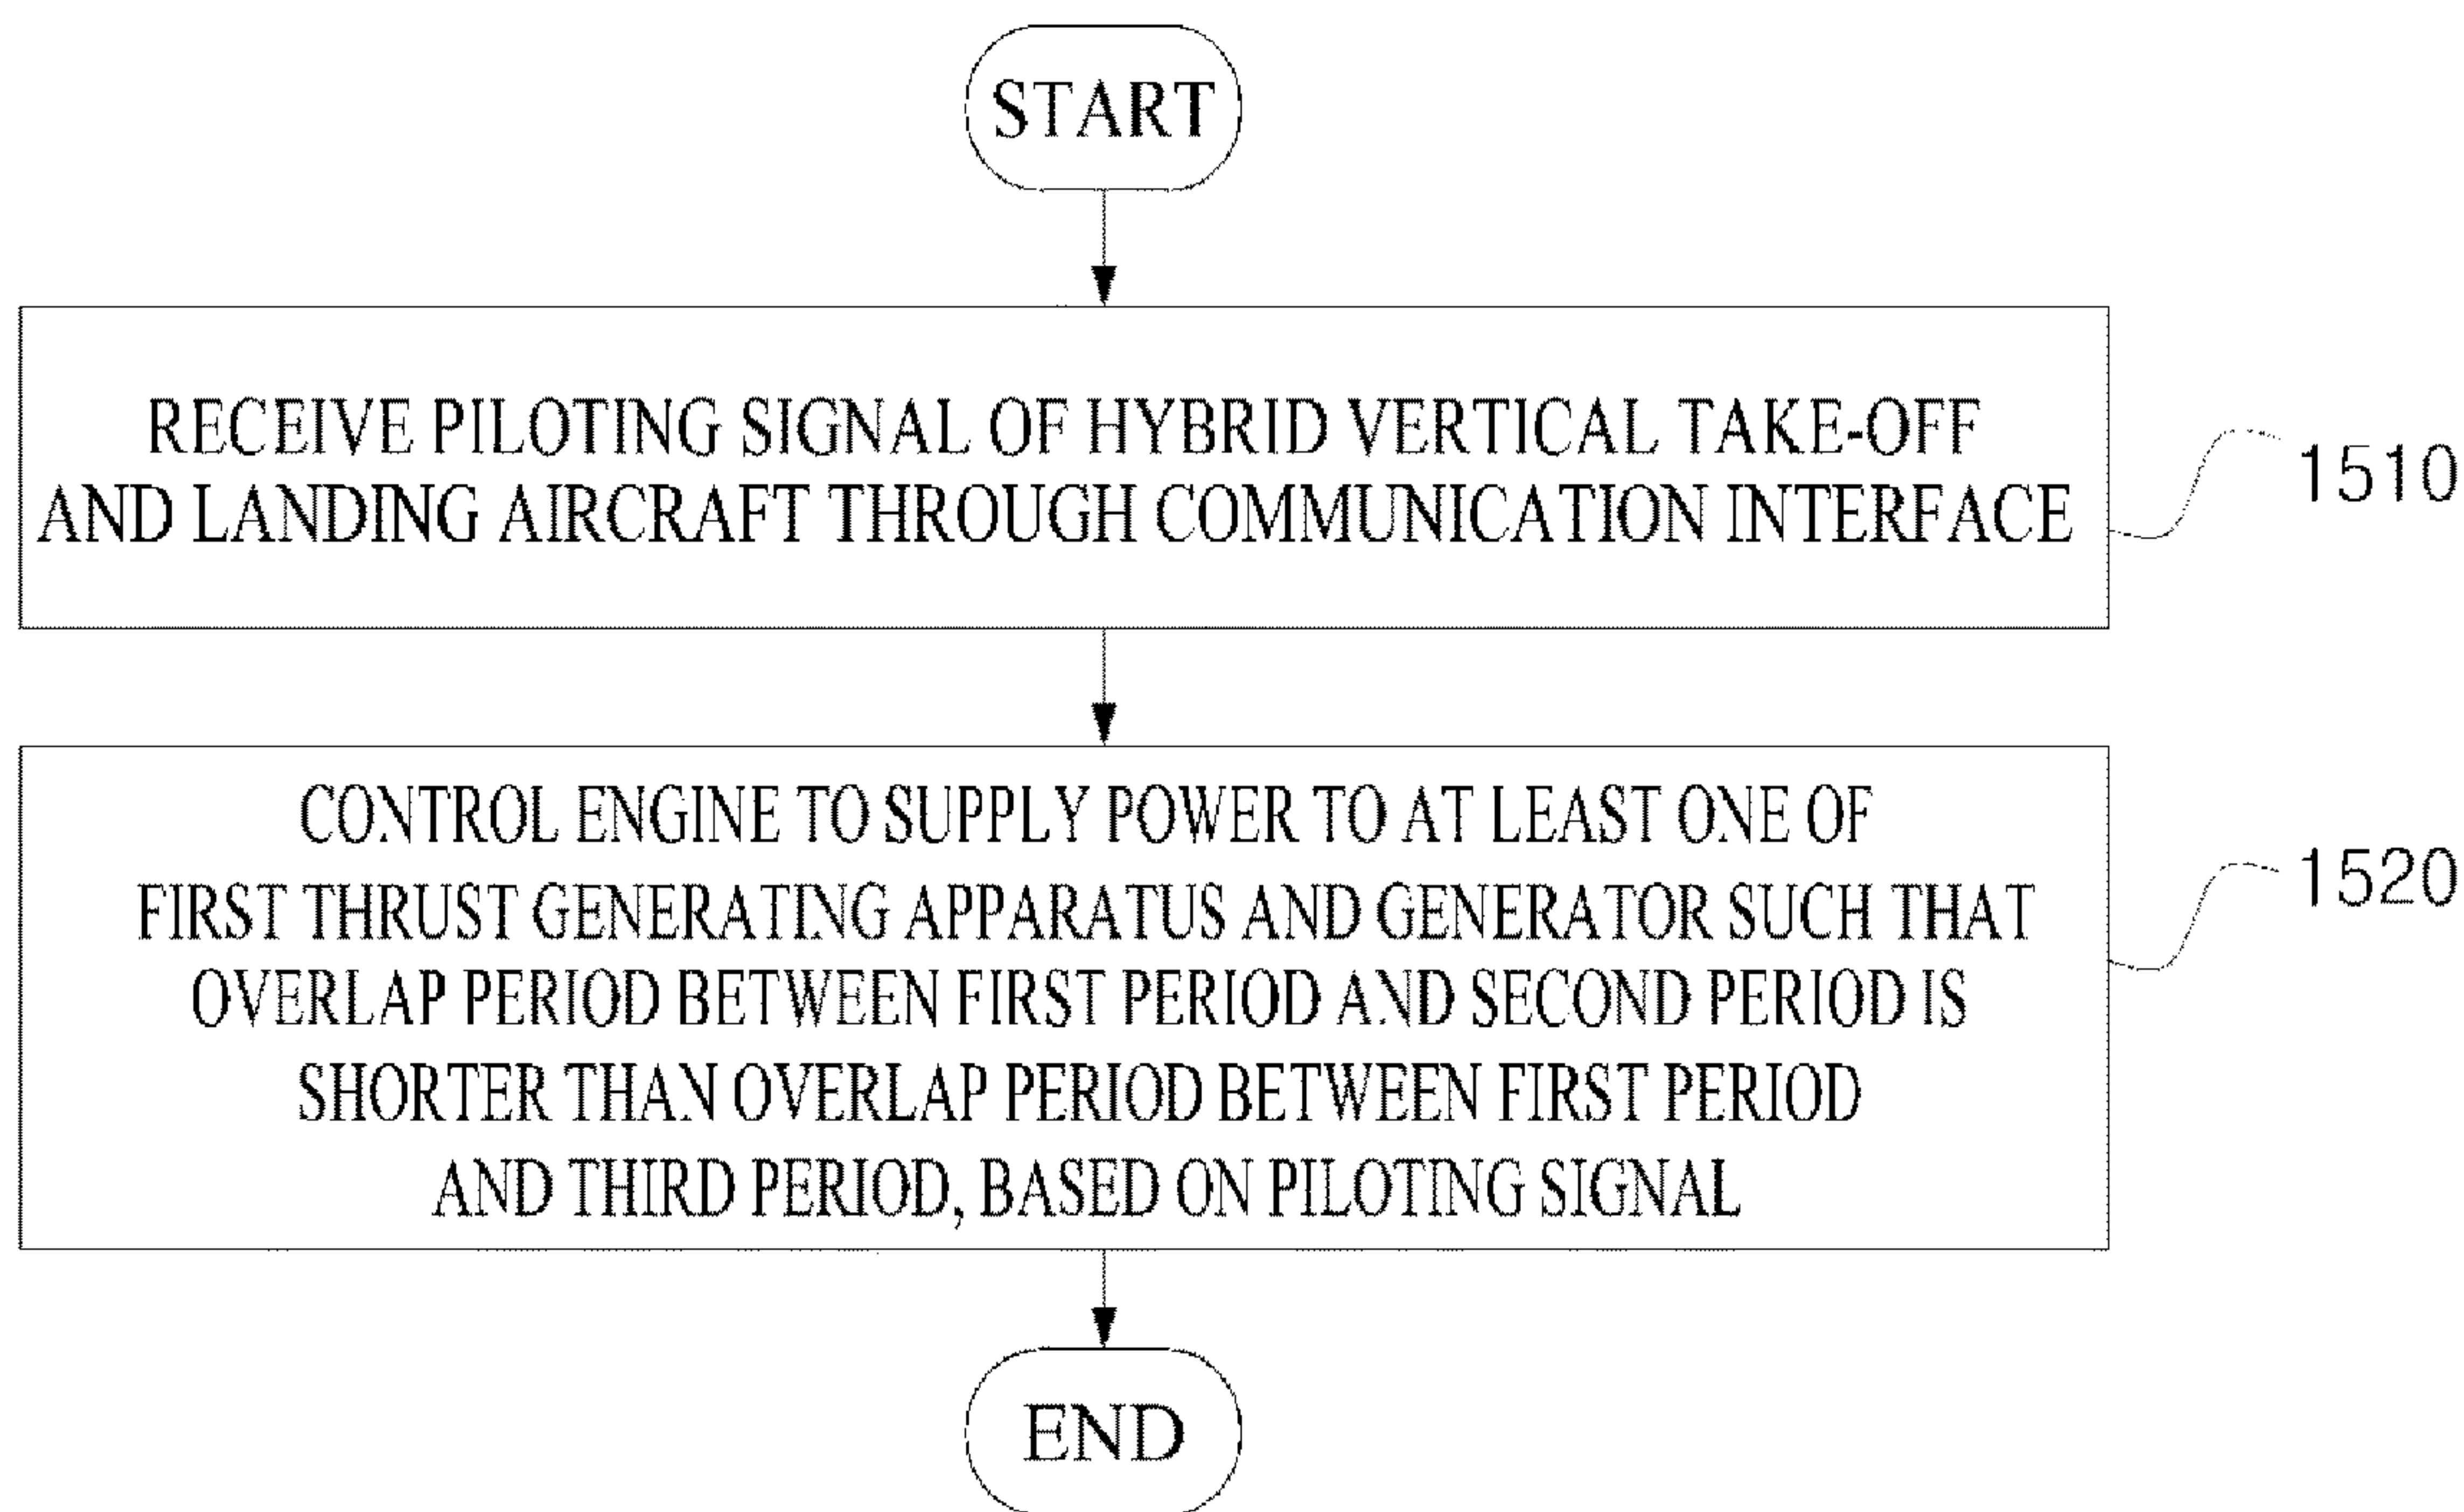 START
RECEIVE PILOTING SIGNAL OF HYBRID VERTICAL TAKE-OFF
AND LANDING AIRCRAFT THROUGH COMMUNICATION INTERFACE
1510
CONTROL ENGINE TO SUPPLY POWER TO AT LEAST ONE OF
FIRST THRUST GENERATING APPARATUS AND GENERATOR SUCH THAT
OVERLAP PERIOD BETWEEN FIRST PERIOD AND SECOND PERIOD IS
SHORTER THAN OVERLAP PERIOD BETWEEN FIRST PERIOD
AND THIRD PERIOD, BASED ON PILOTING SIGNAL
1520
END